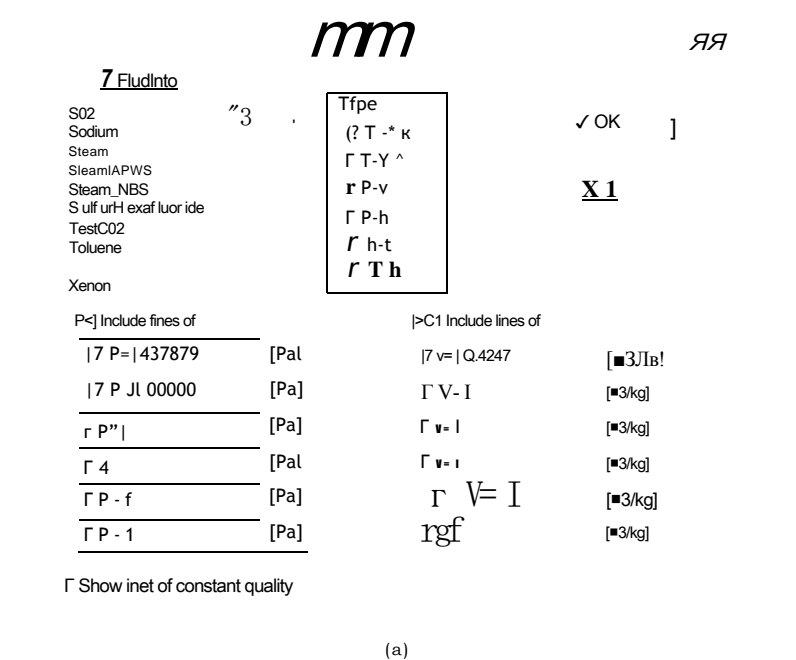 mm
ЯЯ
7 FludInto
S02
Sodium
Steam
SleamlAPWS
Steam_NBS
S ulf urH exaf luor ide
TestC02
Toluene
Xenon
″3 .
Tfpe
(? T -* к
Г T-Y ^
r P-v
Г P-h
r h-t
r T h
✓ OK ]
X 1
P<] Include fines of
|7 P=|437879 [Pal
|7 P Jl 00000 [Pa]
г P”| [Pa]
Г 4 [Pal
Г P - f [Pa]
Г P - 1 [Pa]
|>C1 Include lines of
|7 v= | Q.4247 [■3Лв!
Г V- I [■3/kg]
Г v= I [■3/kg]
Г v= ı [■3/kg]
Г V= I [■3/kg]
rgf [■3/kg]
Г Show inet of constant quality
(a)